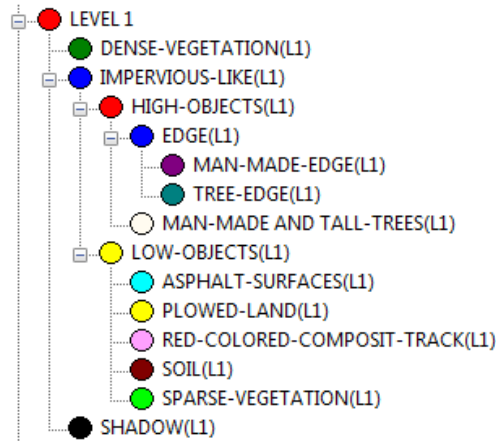 LEVEL 1
DENSE-VEGETATION(L1)
IMPERVIOUS-LIKE(L1)
HIGH-OBJECTS(L1)
EDGE(L1)
MAN-MADE-EDGE(L1)
TREE-EDGE(L1)
MAN-MADE AND TALL-TREES(L1)
LOW-OBJECTS(L1)
ASPHALT-SURFACES(L1)
PLOWED-LAND(L1)
RED-COLORED-COMPOSIT-TRACK(L1)
SOIL(L1)
SPARSE-VEGETATION(L1)
SHADOW(L1)